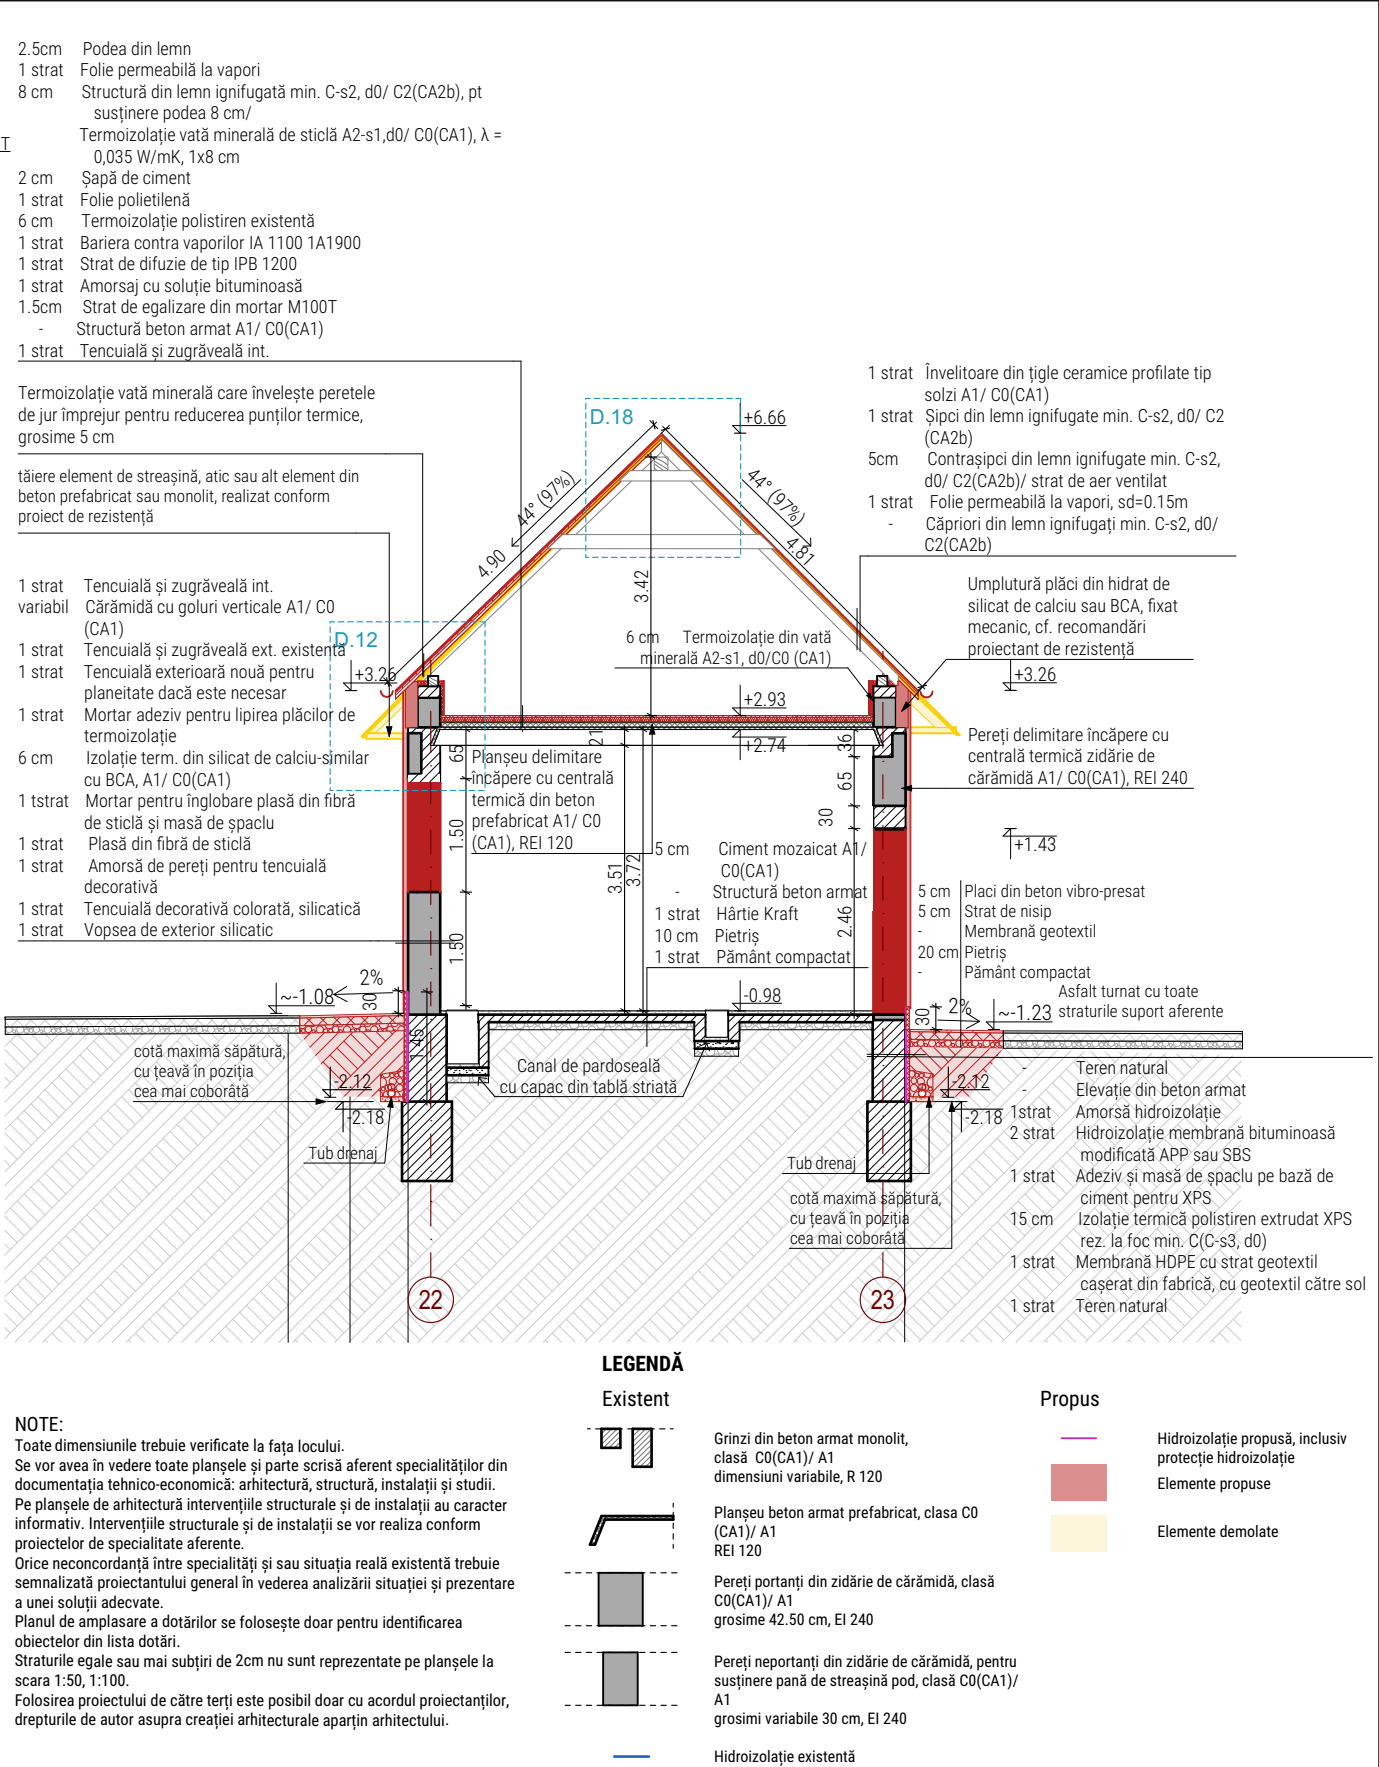 2.5cm Podea din lemn
1 strat Folie permeabilă la vapori
8 cm Structură din lemn ignifugată min. C-s2, d0/ C2(CA2b), pt
susținere podea 8 cm/
Termoizolație vată minerală de sticlă A2-s1,d0/ C0(CA1), λ =
0,035 W/mK, 1x8 cm
T
2 cm Șapă de ciment
1 strat Folie polietilenă
6 cm Termoizolație polistiren existentă
1 strat Bariera contra vaporilor IA 1100 1A1900
1 strat Strat de difuzie de tip IPB 1200
1 strat Amorsaj cu soluție bituminoasă
1.5cm Strat de egalizare din mortar M100T
- Structură beton armat A1/ C0(CA1)
1 strat Tencuială și zugrăveală int.
Termoizolație vată minerală care învelește peretele
de jur împrejur pentru reducerea punților termice,
grosime 5 cm
tăiere element de streașină, atic sau alt element din
beton prefabricat sau monolit, realizat conform
proiect de rezistență
1 strat Tencuială și zugrăveală int.
variabil Cărămidă cu goluri verticale A1/ C0
(CA1)
1 strat Tencuială și zugrăveală ext. existentă
1 strat Tencuială exterioară nouă pentru
planeitate dacă este necesar
1 strat Mortar adeziv pentru lipirea plăcilor de
termoizolație
6 cm Izolație term. din silicat de calciu-similar
cu BCA, A1/ C0(CA1)
1 tstrat Mortar pentru înglobare plasă din fibră
de sticlă și masă de șpaclu
1 strat Plasă din fibră de sticlă
1 strat Amorsă de pereți pentru tencuială
decorativă
1 strat Tencuială decorativă colorată, silicatică
1 strat Vopsea de exterior silicatic
D.18
+6.66
44° (97%)
4.90
44° (97%)
4.81
3.42
D.12
+3.26
6 cm Termoizolație din vată
minerală A2-s1, d0/C0 (CA1)
+2.93
+2.74
21
65
36
65
30
1.50
1.50
3.51
3.72
2.46
Planșeu delimitare
încăpere cu centrală
termică din beton
prefabricat A1/ C0
(CA1), REI 120
5 cm Ciment mozaicat A1/
C0(CA1)
- Structură beton armat
1 strat Hârtie Kraft
10 cm Pietriș
1 strat Pământ compactat
1 strat Învelitoare din țigle ceramice profilate tip
solzi A1/ C0(CA1)
1 strat Șipci din lemn ignifugate min. C-s2, d0/ C2
(CA2b)
5cm Contrașipci din lemn ignifugate min. C-s2,
d0/ C2(CA2b)/ strat de aer ventilat
1 strat Folie permeabilă la vapori, sd=0.15m
- Căpriori din lemn ignifugați min. C-s2, d0/
C2(CA2b)
Umplutură plăci din hidrat de
silicat de calciu sau BCA, fixat
mecanic, cf. recomandări
proiectant de rezistență
+3.26
Pereți delimitare încăpere cu
centrală termică zidărie de
cărămidă A1/ C0(CA1), REI 240
+1.43
5 cm Placi din beton vibro-presat
5 cm Strat de nisip
- Membrană geotextil
20 cm Pietriș
- Pământ compactat
Asfalt turnat cu toate
straturile suport aferente
~-1.08
2%
30
-0.98
30
2%
~-1.23
cotă maximă săpătură,
cu țeavă în poziția
cea mai coborâtă
1.46
-2.12
-2.18
Tub drenaj
Canal de pardoseală
cu capac din tablă striată
-2.12
-2.18
Tub drenaj
cotă maximă săpătură,
cu țeavă în poziția
cea mai coborâtă
- Teren natural
- Elevație din beton armat
1strat Amorsă hidroizolație
2 strat Hidroizolație membrană bituminoasă
modificată APP sau SBS
1 strat Adeziv și masă de șpaclu pe bază de
ciment pentru XPS
15 cm Izolație termică polistiren extrudat XPS
rez. la foc min. C(C-s3, d0)
1 strat Membrană HDPE cu strat geotextil
cașerat din fabrică, cu geotextil către sol
1 strat Teren natural
22
23
LEGENDĂ
Existent
Propus
NOTE:
Toate dimensiunile trebuie verificate la fața locului.
Se vor avea în vedere toate planșele și parte scrisă aferent specialităților din
documentația tehnico-economică: arhitectură, structură, instalații și studii.
Pe planșele de arhitectură intervențiile structurale și de instalații au caracter
informativ. Intervențiile structurale și de instalații se vor realiza conform
proiectelor de specialitate aferente.
Orice neconcordanță între specialități și sau situația reală existentă trebuie
semnalizată proiectantului general în vederea analizării situației și prezentare
a unei soluții adecvate.
Planul de amplasare a dotărilor se folosește doar pentru identificarea
obiectelor din lista dotări.
Straturile egale sau mai subțiri de 2cm nu sunt reprezentate pe planșele la
scara 1:50, 1:100.
Folosirea proiectului de către terți este posibil doar cu acordul proiectanților,
drepturile de autor asupra creației arhitecturale aparțin arhitectului.
Grinzi din beton armat monolit,
clasă C0(CA1)/ A1
dimensiuni variabile, R 120
Planșeu beton armat prefabricat, clasa C0
(CA1)/ A1
REI 120
Pereți portanți din zidărie de cărămidă, clasă
C0(CA1)/ A1
grosime 42.50 cm, EI 240
Pereți neportanți din zidărie de cărămidă, pentru
susținere pană de streașină pod, clasă C0(CA1)/
A1
grosimi variabile 30 cm, EI 240
Hidroizolație existentă
Hidroizolație propusă, inclusiv
protecție hidroizolație
Elemente propuse
Elemente demolate